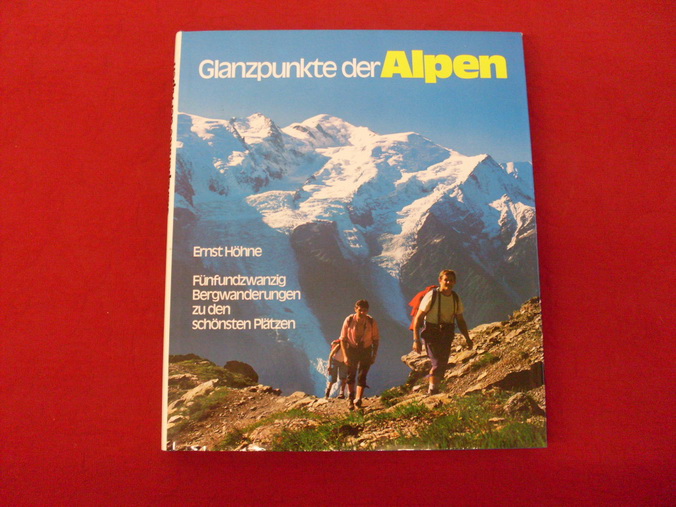 Glanzpunkte der Alpen
Ernst Höhne
Fünfundzwanzig
Bergwanderungen
zu den
schönsten Plätzen